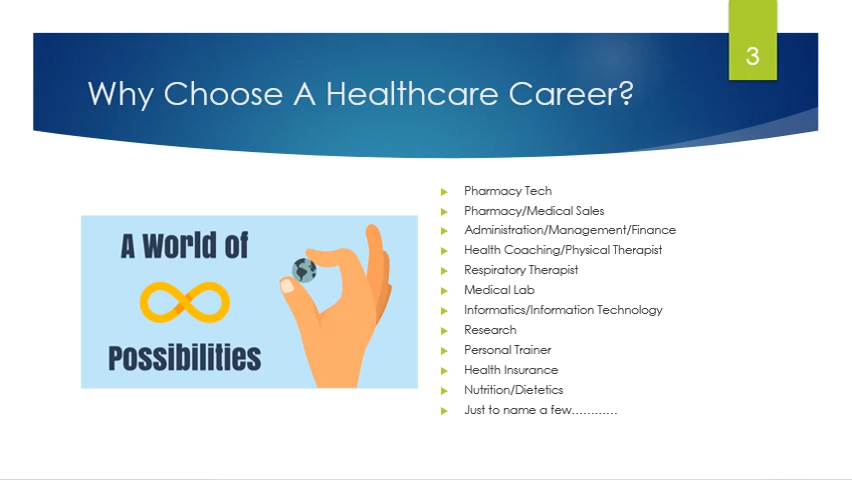 3
Why Choose A Healthcare Career?
A World of
Possibilities
Pharmacy Tech
Pharmacy/Medical Sales
Administration/Management/Finance
Health Coaching/Physical Therapist
Respiratory Therapist
Medical Lab
Informatics/Information Technology
Research
Personal Trainer
Health Insurance
Nutrition/Dietetics
Just to name a few…………